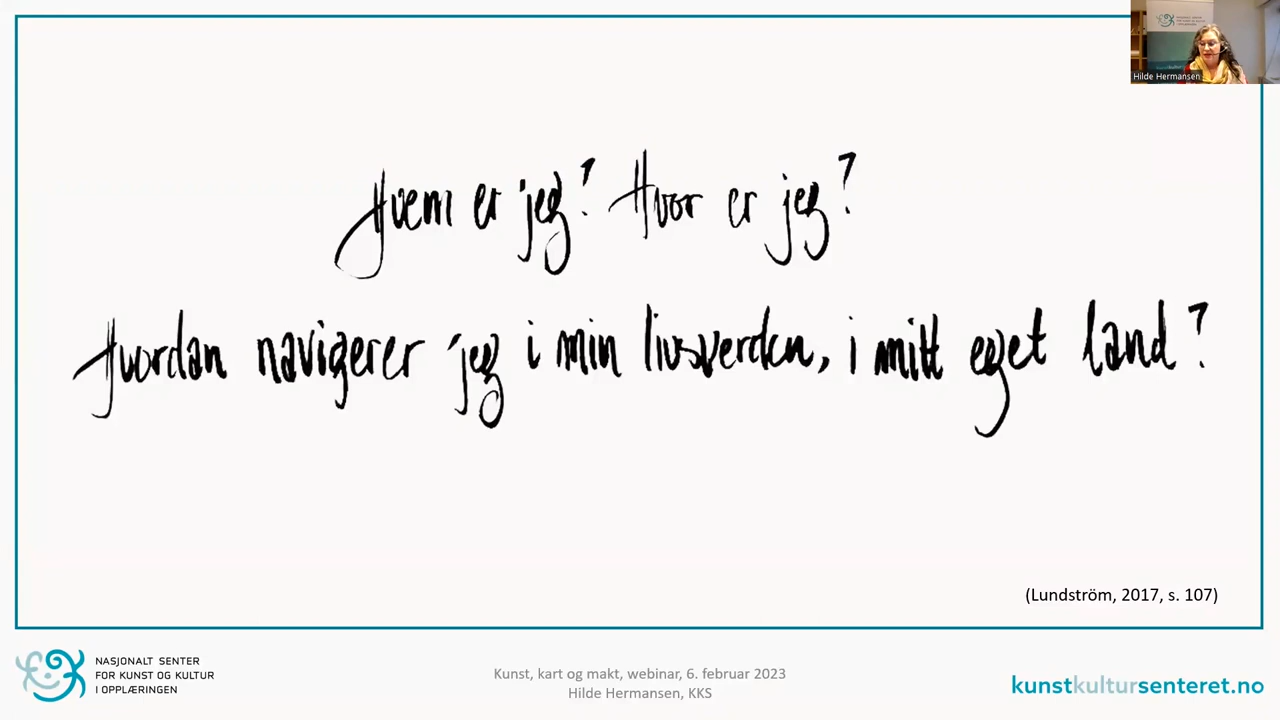 Hilde Hermansen
Hvem er jeg? Hvor er jeg?
Hvordan navigerer jeg i min livsverden, i mitt eget land?
(Lundström, 2017, s. 107)
NASJONALT SENTER
FOR KUNST OG KULTUR
I OPPLÆRINGEN
Kunst, kart og makt, webinar, 6. februar 2023
Hilde Hermansen, KKS
kunstkultursenteret.no